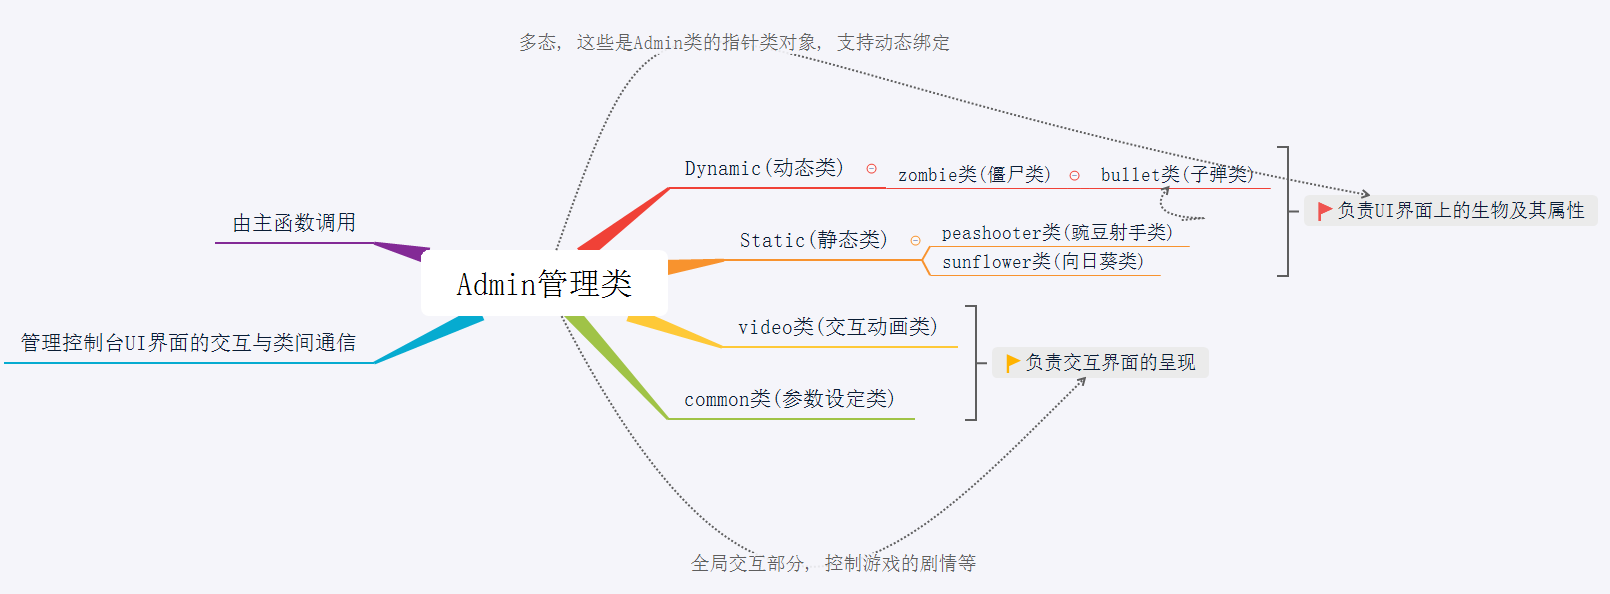 多态, 这些是Admin类的指针类对象, 支持动态绑定
Dynamic(动态类)
zombie类(僵尸类)
bullet类(子弹类)
负责UI界面上的生物及其属性
由主函数调用
Static(静态类)
peashooter类(豌豆射手类)
sunflower类(向日葵类)
Admin管理类
video类(交互动画类)
管理控制台UI界面的交互与类间通信
负责交互界面的呈现
common类(参数设定类)
全局交互部分, 控制游戏的剧情等